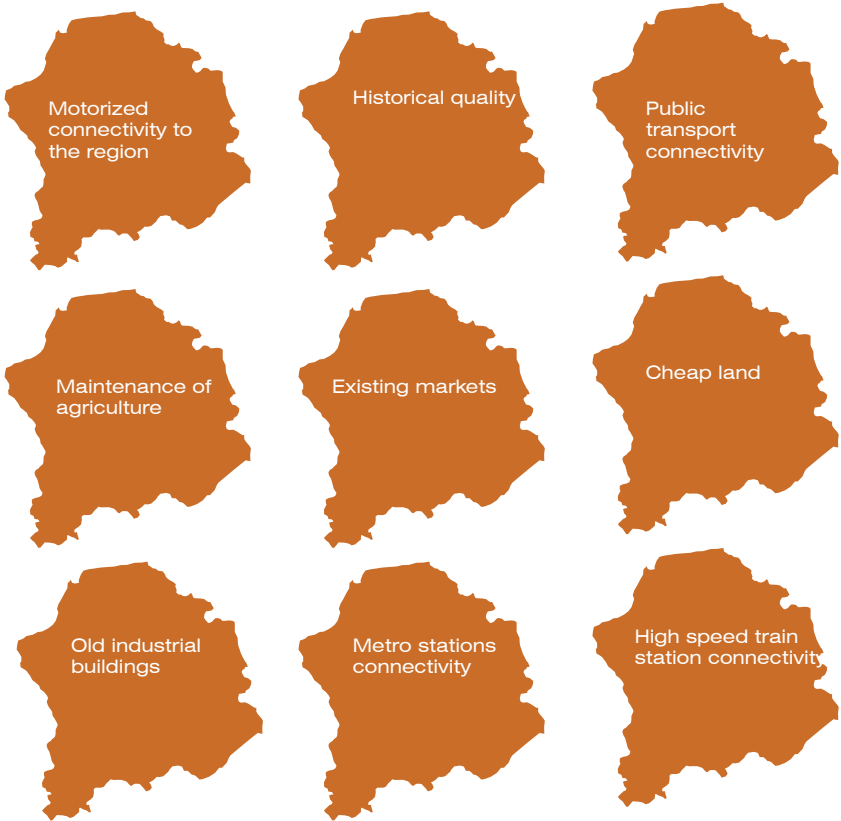 Motorized
connectivity to
the region
Historical quality
Public
transport
connectivity
Maintenance of
agriculture
Existing markets
Cheap land
Old industrial
buildings
Metro stations
connectivity
High speed train
station connectivity